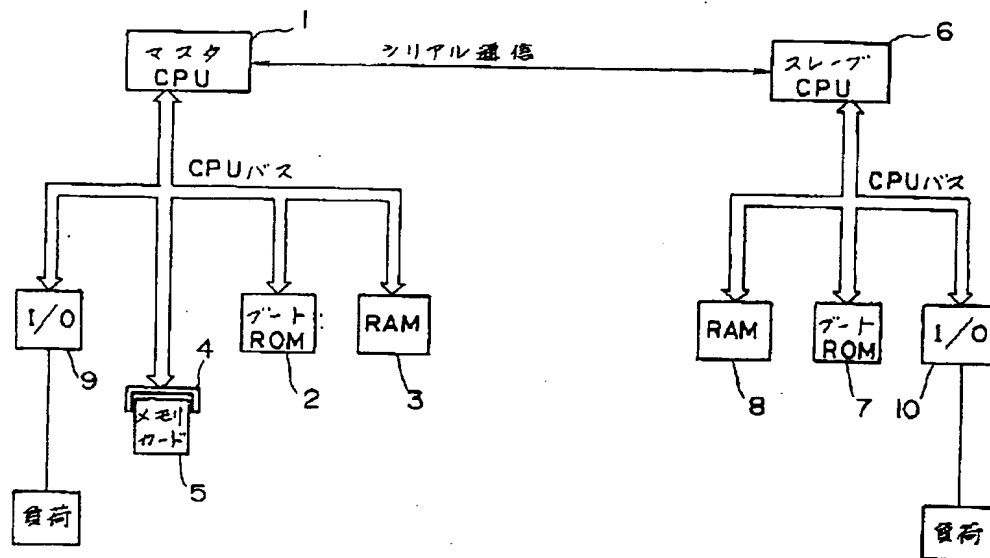 1
マスタ
CPU
シリアル通信
6
スレーブ
CPU
CPUバス
CPUバス
I/O
9
4
メモリ
カード
5
ブート
ROM
2
RAM
3
RAM
8
ブート
ROM
7
I/O
10
負荷
負荷